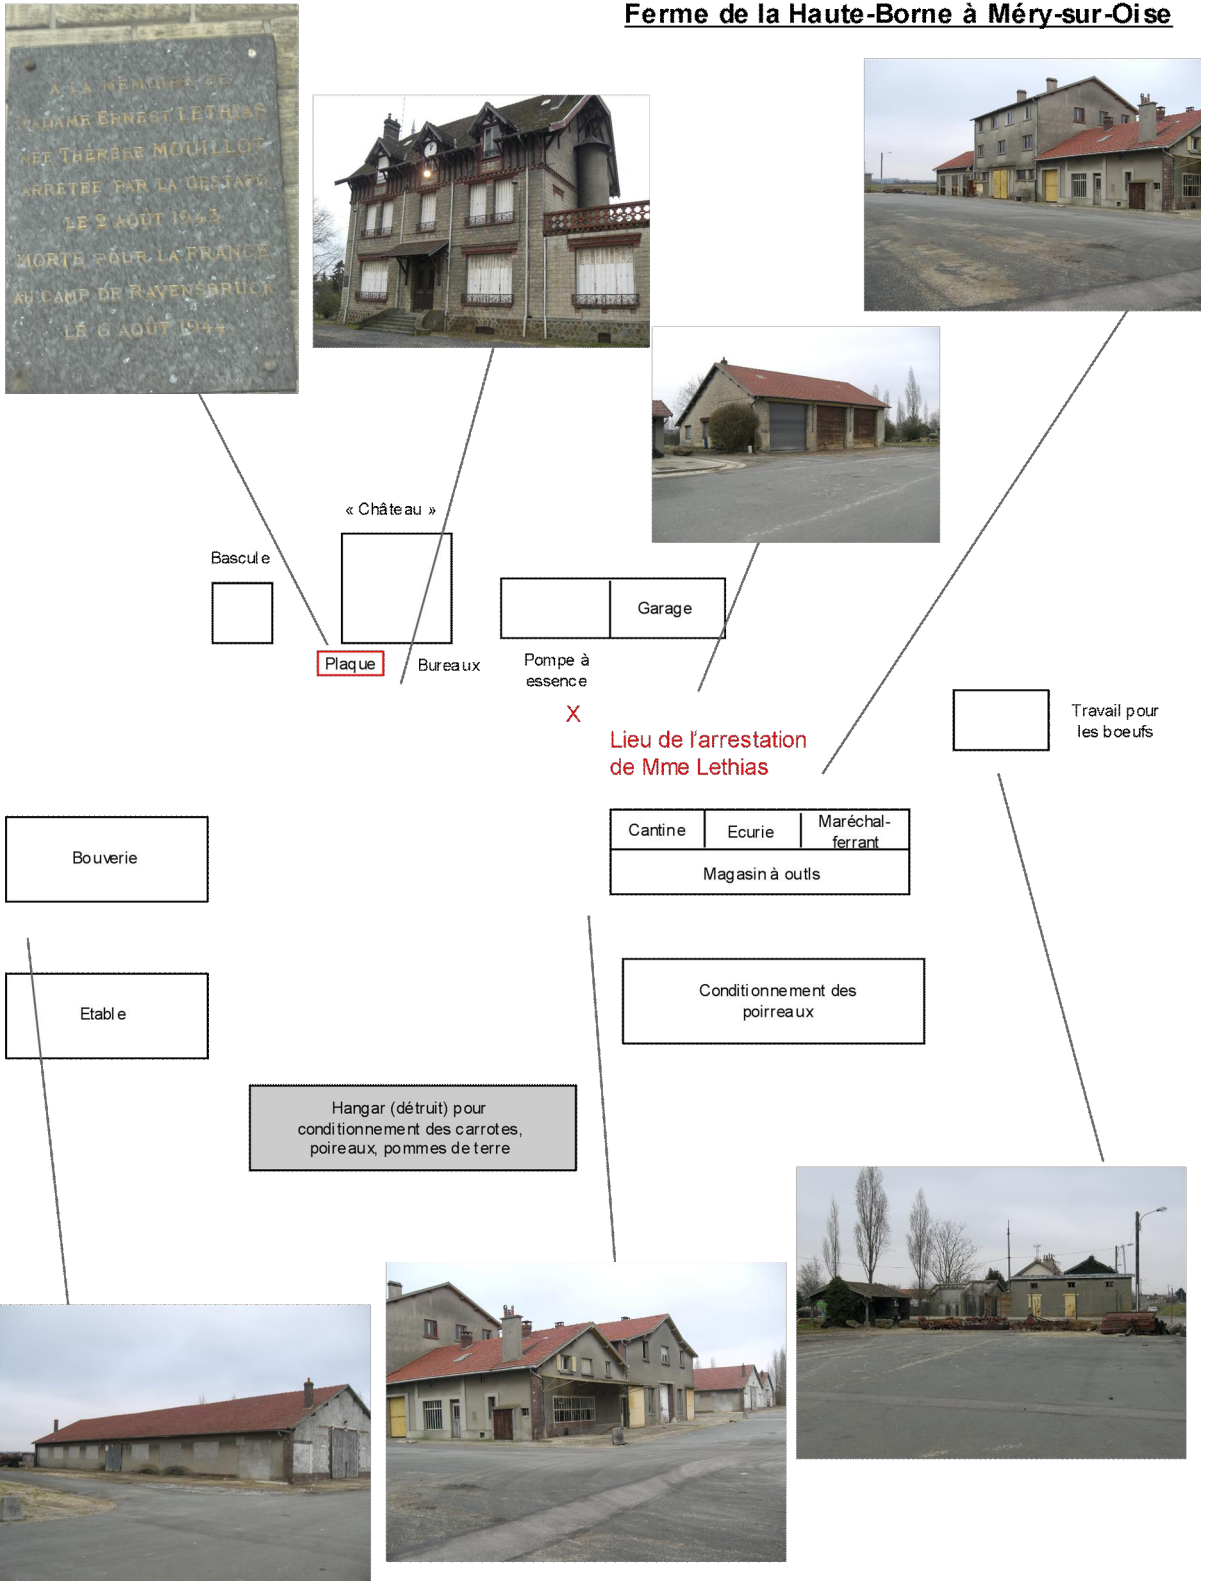 Ferme de la Haute-Borne à Méry-sur-Oise
A LA MÉMOIRE DE
MADAME ERNEST LETHIAS
NÉE THÉRÈSE MOUILLOT
ARRÊTÉE PAR LA GESTAPO
LE 2 AOÛT 1943
MORTE POUR LA FRANCE
AU CAMP DE RAVENSBRUCK
LE 6 AOÛT 1944
« Château »
Bascule
Garage
Plaque
Bureaux
Pompe à
essence
X
Lieu de l'arrestation
de Mme Lethias
Travail pour
les boeufs
Cantine
Ecurie
Maréchal-
ferrant
Magasin à outls
Bouverie
Etable
Conditionnement des
poirreaux
Hangar (détruit) pour
conditionnement des carrotes,
poireaux, pommes de terre